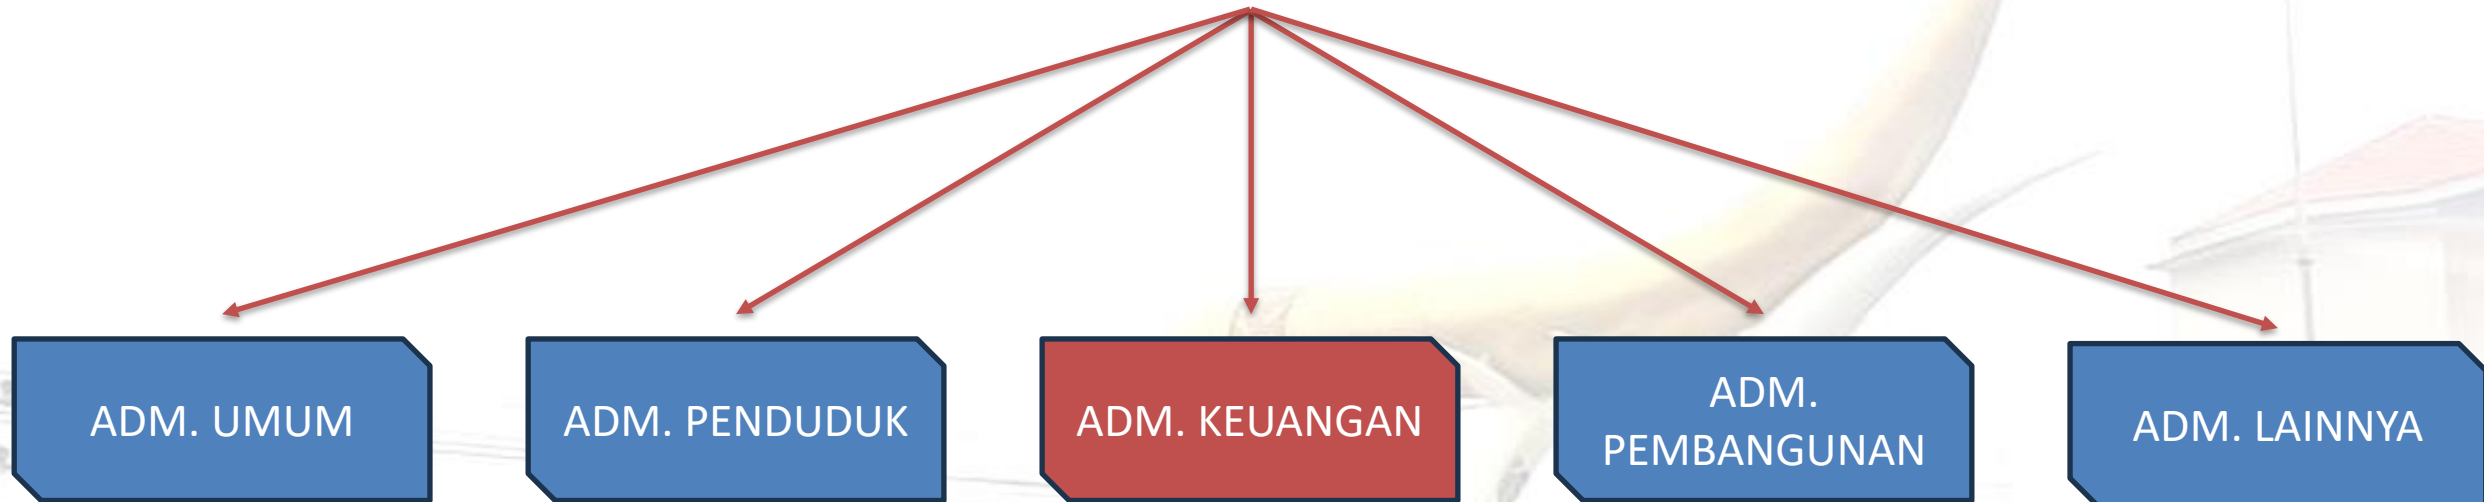 ADM. UMUM
ADM. PENDUDUK
ADM. KEUANGAN
ADM.
PEMBANGUNAN
ADM. LAINNYA